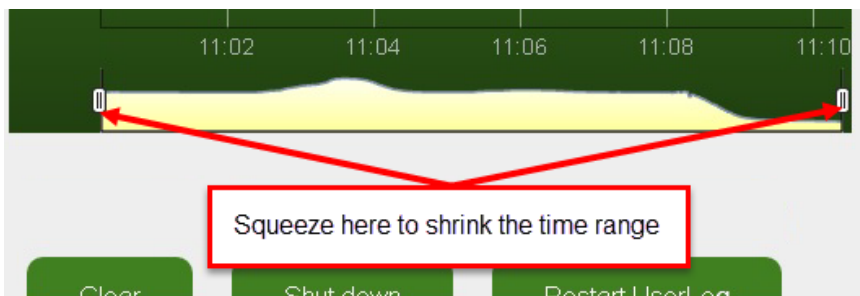 11:02 11:04 11:06 11:08 11:10
Squeeze here to shrink the time range
Clear Shut down Restart UserLog